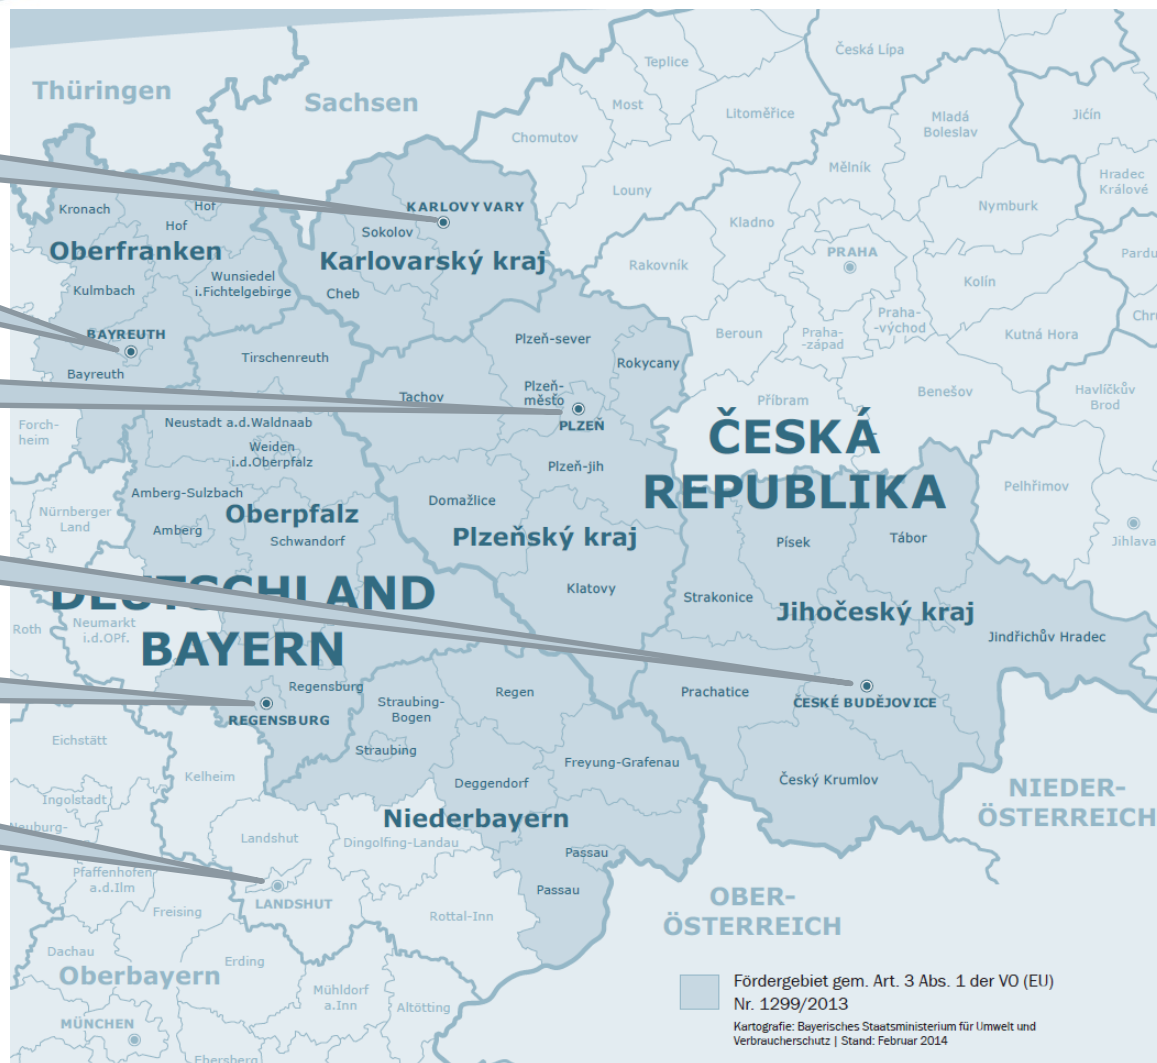 Česká Lípa
Teplice
Thüringen
Sachsen
Most
Litoměřice
Mladá
Boleslav
Jičín
Chomutov
Mělník
Hradec
Králové
Louny
Kronach
Hof
KARLOVY VARY
Nymburk
Hof
Sokolov
Kladno
Oberfranken
Karlovarský kraj
Rakovník
PRAHA
Pardu
Wunsiedel
i.Fichtelgebirge
Kulmbach
Cheb
Kolín
BAYREUTH
Plzeň-sever
Beroun
Praha-
-západ
Praha-
-východ
Kutná Hora
Chru
Tirschenreuth
Rokycany
Bayreuth
Tachov
Plzeň-
město
Benešov
Havlíčkův
Brod
Příbram
Forch-
heim
Neustadt a.d.Waldnaab
PLZEŇ
ČESKÁ
REPUBLIKA
Weiden
i.d.Oberpfalz
Plzeň-jih
Amberg-Sulzbach
Domažlice
Pelhřimov
Nürnberger
Land
Oberpfalz
Amberg
Schwandorf
Plzeňský kraj
Písek
Tábor
Jihlava
DEUTSCHLAND
BAYERN
Klatovy
Strakonice
Jihočeský kraj
Roth
Neumarkt
i.d.OPf.
Jindřichův Hradec
Regensburg
Straubing-
Bogen
Regen
Prachatice
REGENSBURG
ČESKÉ BUDĚJOVICE
Eichstätt
Straubing
Freyung-Grafenau
Kelheim
Deggendorf
Český Krumlov
NIEDER-
ÖSTERREICH
Ingolstadt
Neuburg-
Niederbayern
Landshut
Dingolfing-Landau
Passau
Pfaffenhofen
a.d.Ilm
Passau
LANDSHUT
OBER-
ÖSTERREICH
Freising
Rottal-Inn
Dachau
Erding
Oberbayern
Mühldorf
a.Inn
Altötting
MÜNCHEN
Ebersberg
Fördergebiet gem. Art. 3 Abs. 1 der VO (EU)
Nr. 1299/2013
Kartografie: Bayerisches Staatsministerium für Umwelt und
Verbraucherschutz | Stand: Februar 2014